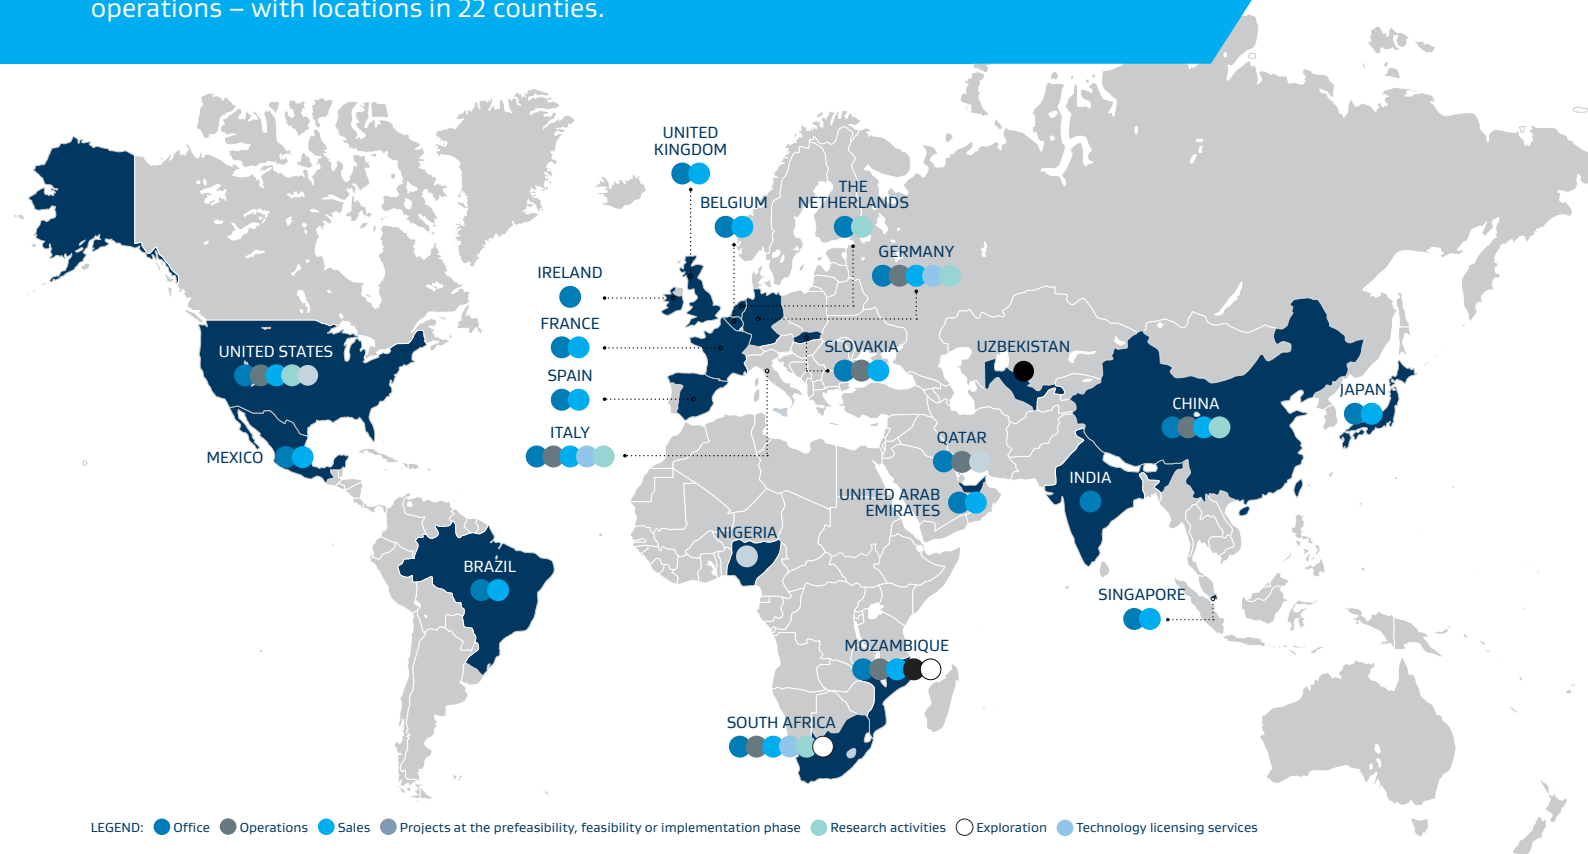 operations – with locations in 22 counties.
UNITED
KINGDOM
BELGIUM
THE
NETHERLANDS
GERMANY
IRELAND
FRANCE
UNITED STATES
SLOVAKIA
UZBEKISTAN
SPAIN
JAPAN
CHINA
ITALY
QATAR
MEXICO
INDIA
UNITED ARAB
EMIRATES
NIGERIA
BRAZIL
SINGAPORE
MOZAMBIQUE
SOUTH AFRICA
LEGEND: Office Operations Sales Projects at the prefeasibility, feasibility or implementation phase Research activities Exploration Technology licensing services